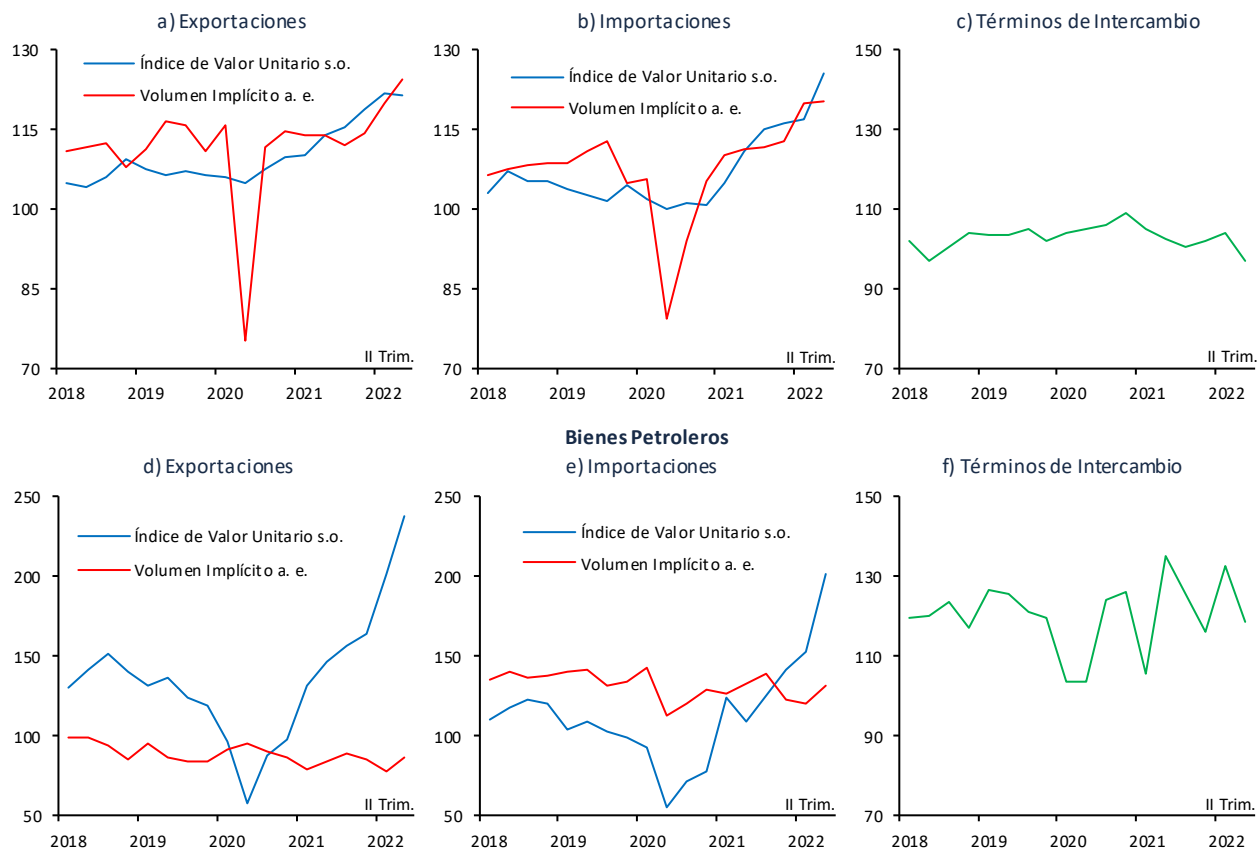 a) Exportaciones
130
115
100
85
70
Índice de Valor Unitario s.o.
Volumen Implícito a. e.
II Trim.
2018 2019 2020 2021 2022
b) Importaciones
130
115
100
85
70
Índice de Valor Unitario s.o.
Volumen Implícito a. e.
II Trim.
2018 2019 2020 2021 2022
c) Términos de Intercambio
150
130
110
90
70
II Trim.
2018 2019 2020 2021 2022
Bienes Petroleros
d) Exportaciones
250
200
150
100
50
Índice de Valor Unitario s.o.
Volumen Implícito a. e.
II Trim.
2018 2019 2020 2021 2022
e) Importaciones
250
200
150
100
50
Índice de Valor Unitario s.o.
Volumen Implícito a. e.
II Trim.
2018 2019 2020 2021 2022
f) Términos de Intercambio
150
130
110
90
70
II Trim.
2018 2019 2020 2021 2022